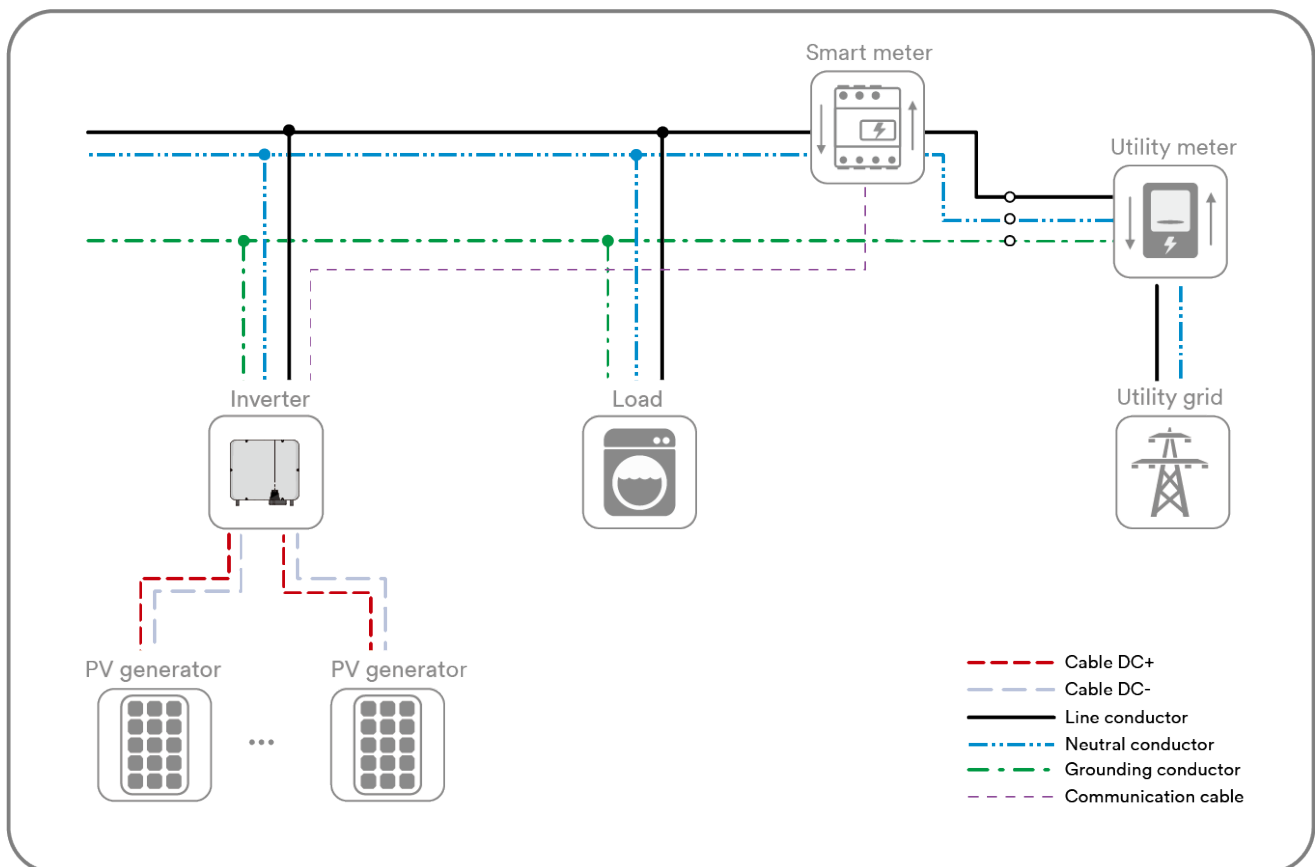 Smart meter
Utility meter
Inverter
Load
Utility grid
PV generator
PV generator
...
Cable DC+
Cable DC-
Line conductor
Neutral conductor
Grounding conductor
Communication cable